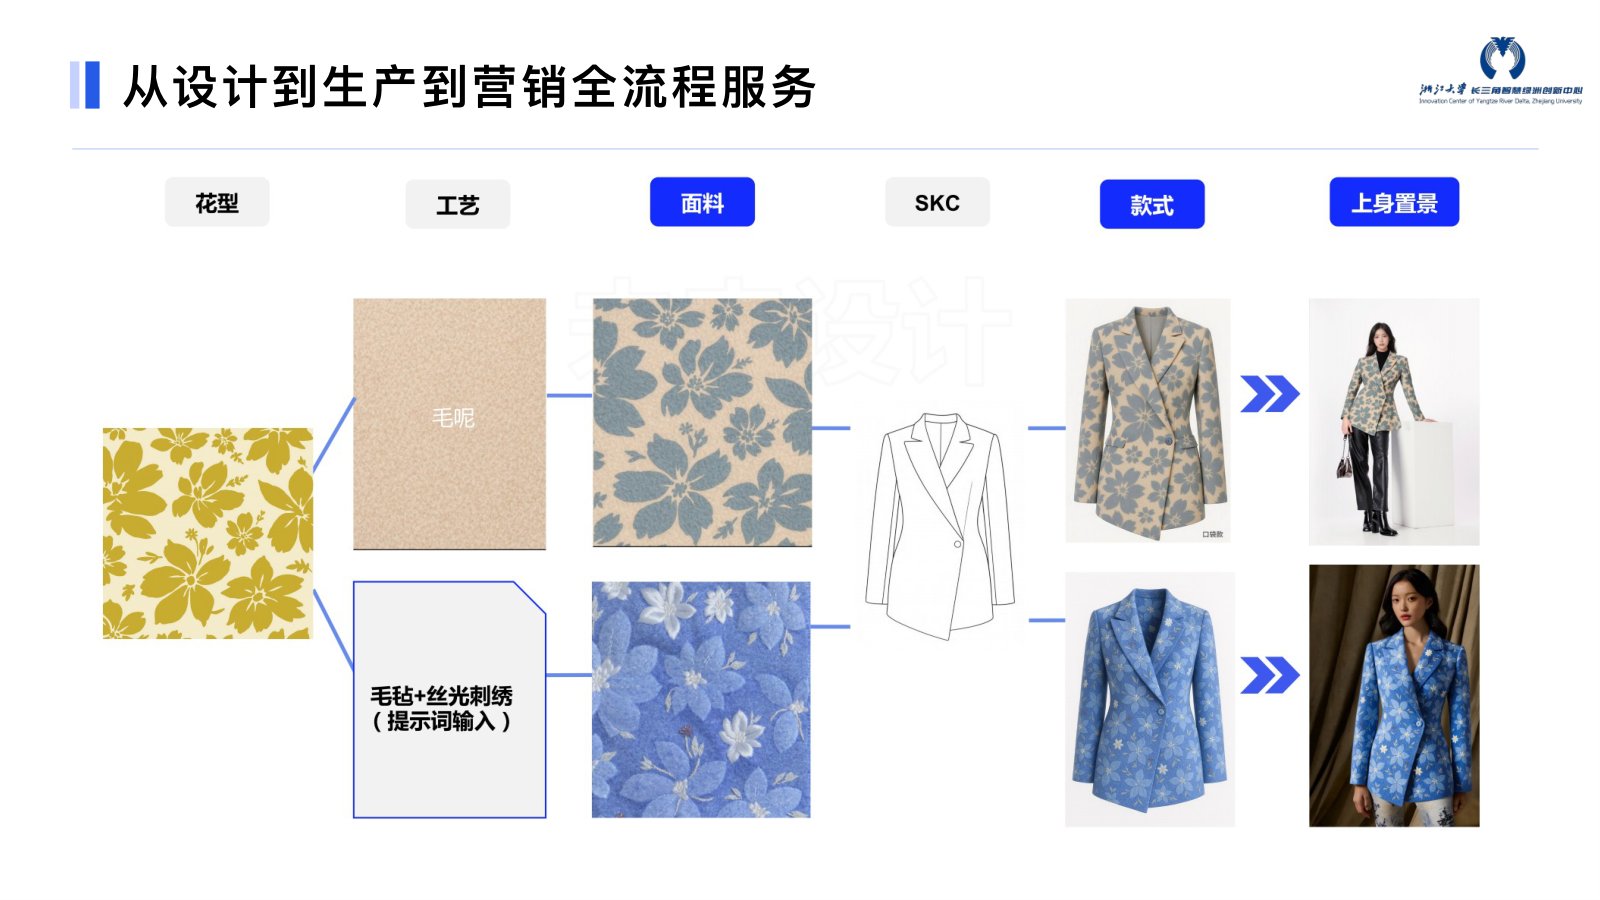 从设计到生产到营销全流程服务
浙江大学 长三角智慧绿洲创新中心
Innovation Center of Yangtze River Delta, Zhejiang University
花型
工艺
面料
SKC
款式
上身置景
毛呢
口袋款
毛毡+丝光刺绣
（提示词输入）